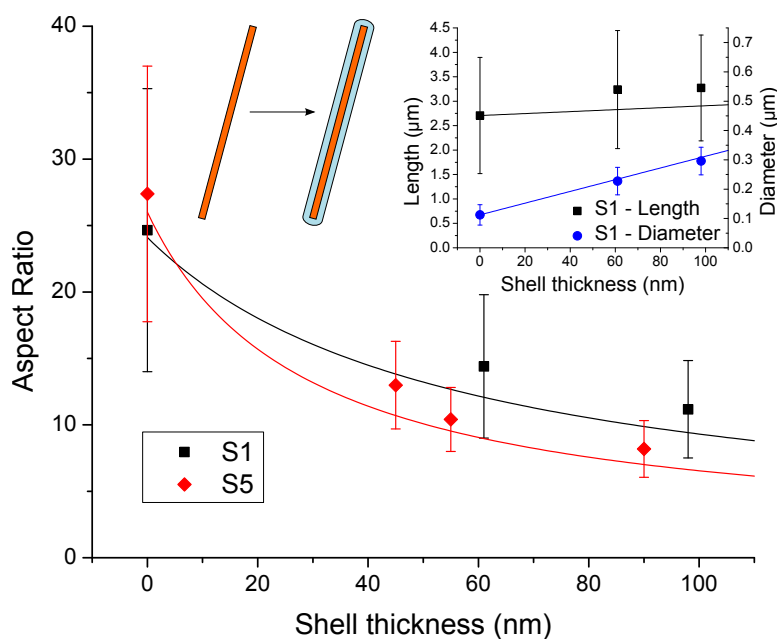 40
30
20
10
0
Aspect Ratio
0 20 40 60 80 100
Shell thickness (nm)
S1
S5
4.5
4.0
3.5
3.0
2.5
2.0
1.5
1.0
0.5
0.0
Length (µm)
0.7
0.6
0.5
0.4
0.3
0.2
0.1
0.0
Diameter (µm)
S1 - Length
S1 - Diameter
0 20 40 60 80 100
Shell thickness (nm)